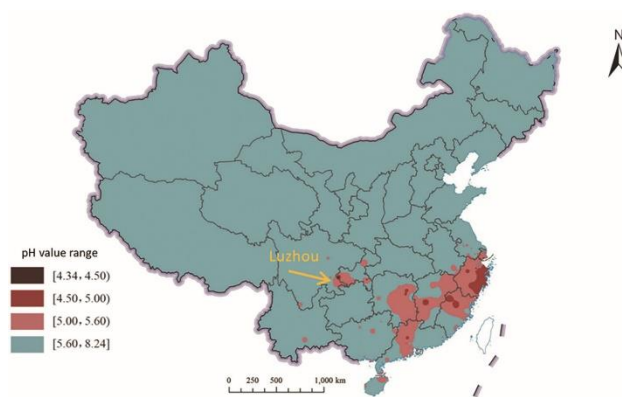 N
Luzhou
pH value range
[4.34, 4.50)
[4.50, 5.00)
[5.00, 5.60)
[5.60, 8.24]
0 250 500 1,000 km